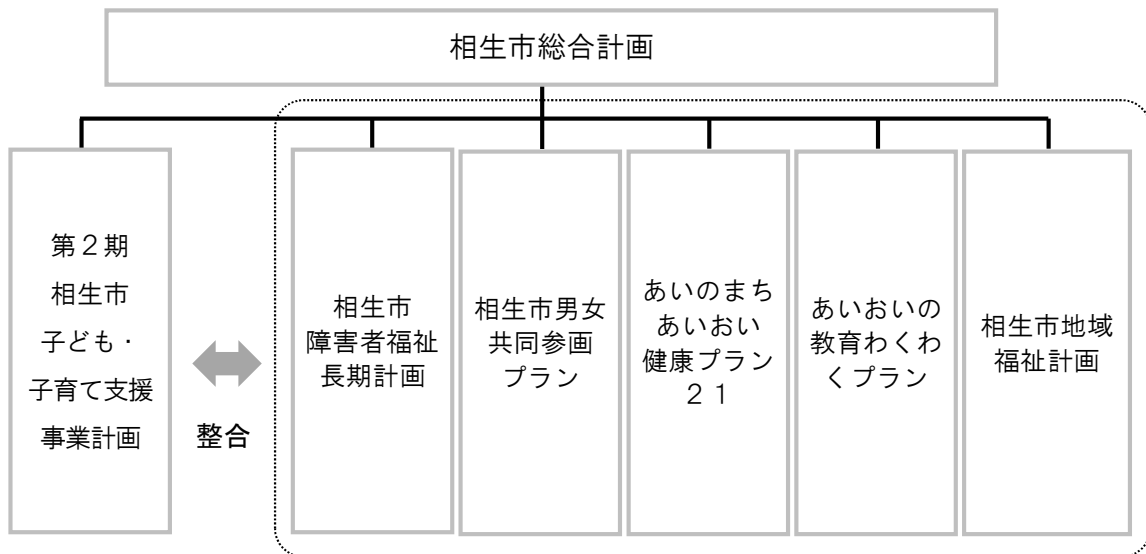 相生市総合計画
第２期
相生市
子ども・
子育て支援
事業計画
整合
相生市
障害者福祉
長期計画
相生市男女
共同参画
プラン
あいのまち
あいおい
健康プラン
２１
あいおいの
教育わくわ
くプラン
相生市地域
福祉計画